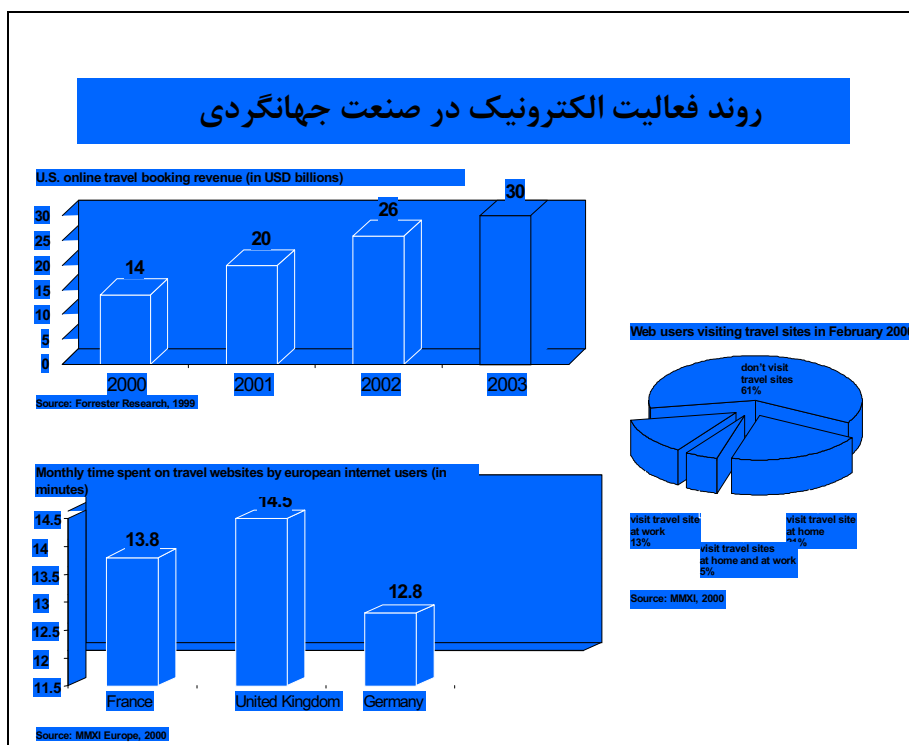 روند فعالیت الکترونیک در صنعت جهانگردی
U.S. online travel booking revenue (in USD billions)
30
25
20
15
10
5
0
14
20
26
30
2000
2001
2002
2003
Source: Forrester Research, 1999
Web users visiting travel sites in February 2000
don't visit
travel sites
61%
visit travel site
at work
13%
visit travel sites
at home and at work
5%
visit travel site
at home
21%
Source: MMXI, 2000
Monthly time spent on travel websites by european internet users (in
minutes)
14.5
14
13.5
13
12.5
12
11.5
13.8
14.5
12.8
France
United Kingdom
Germany
Source: MMXI Europe, 2000